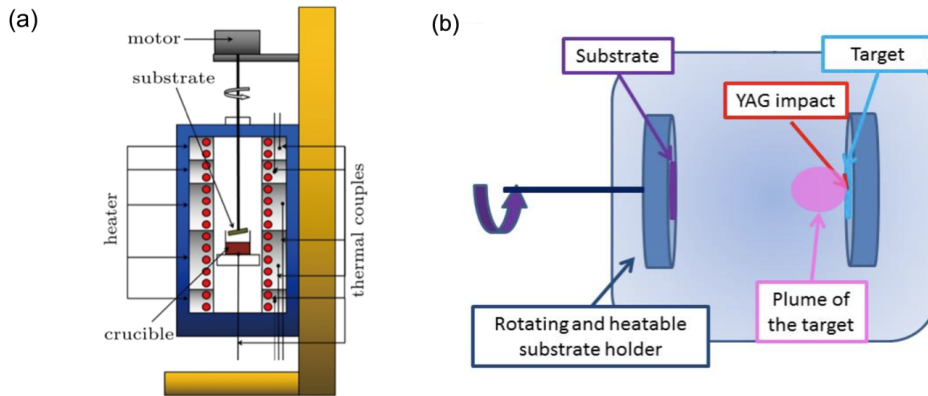 (a)
motor
substrate
heater
thermal couples
crucible
(b)
Substrate
Target
YAG impact
Rotating and heatable
substrate holder
Plume of
the target